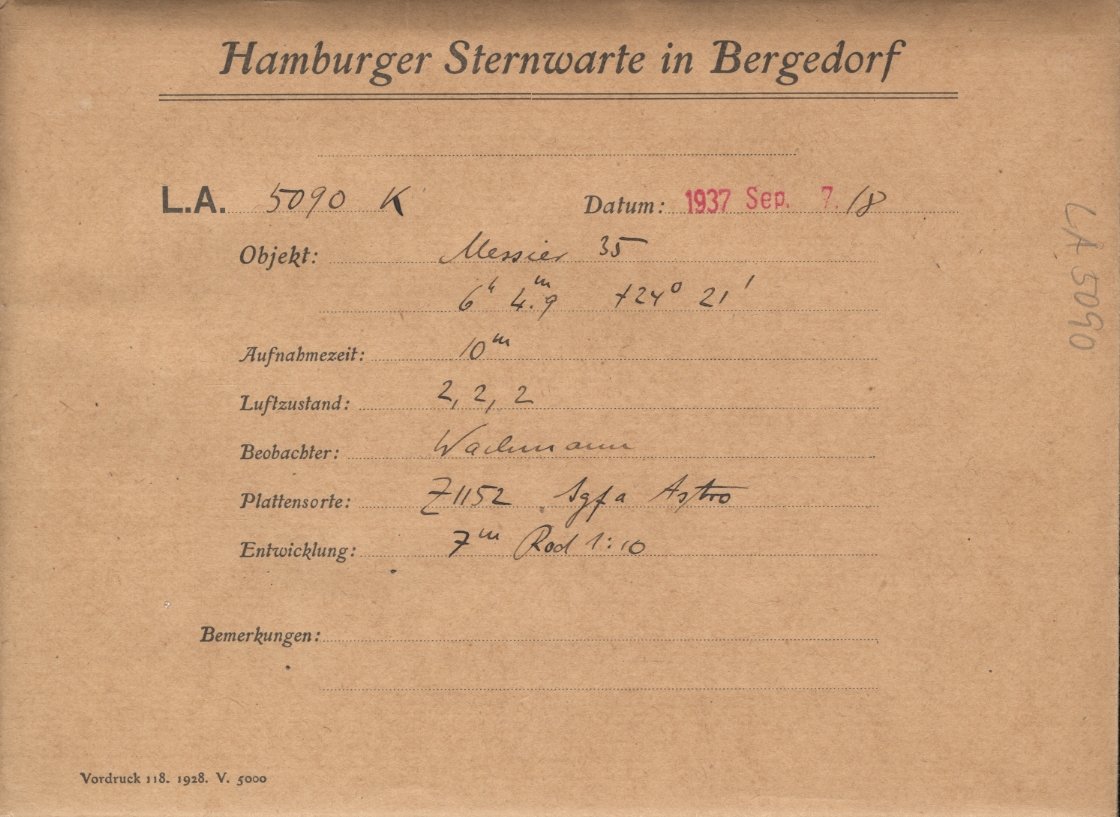 Hamburger Sternwarte in Bergedorf
L.A. 5090 K Datum: 1937 Sep. 7./8
Objekt: Messier 35
6ʰ 4.ᵐ9 +24° 21'
Aufnahmezeit: 10ᵐ
Luftzustand: 2, 2, 2
Beobachter: Wachmann
Plattensorte: Z1152 Agfa Astro
Entwicklung: 7ᵐ Rod 1:10
Bemerkungen:
Vordruck 118. 1928. V. 5000
LA 5090